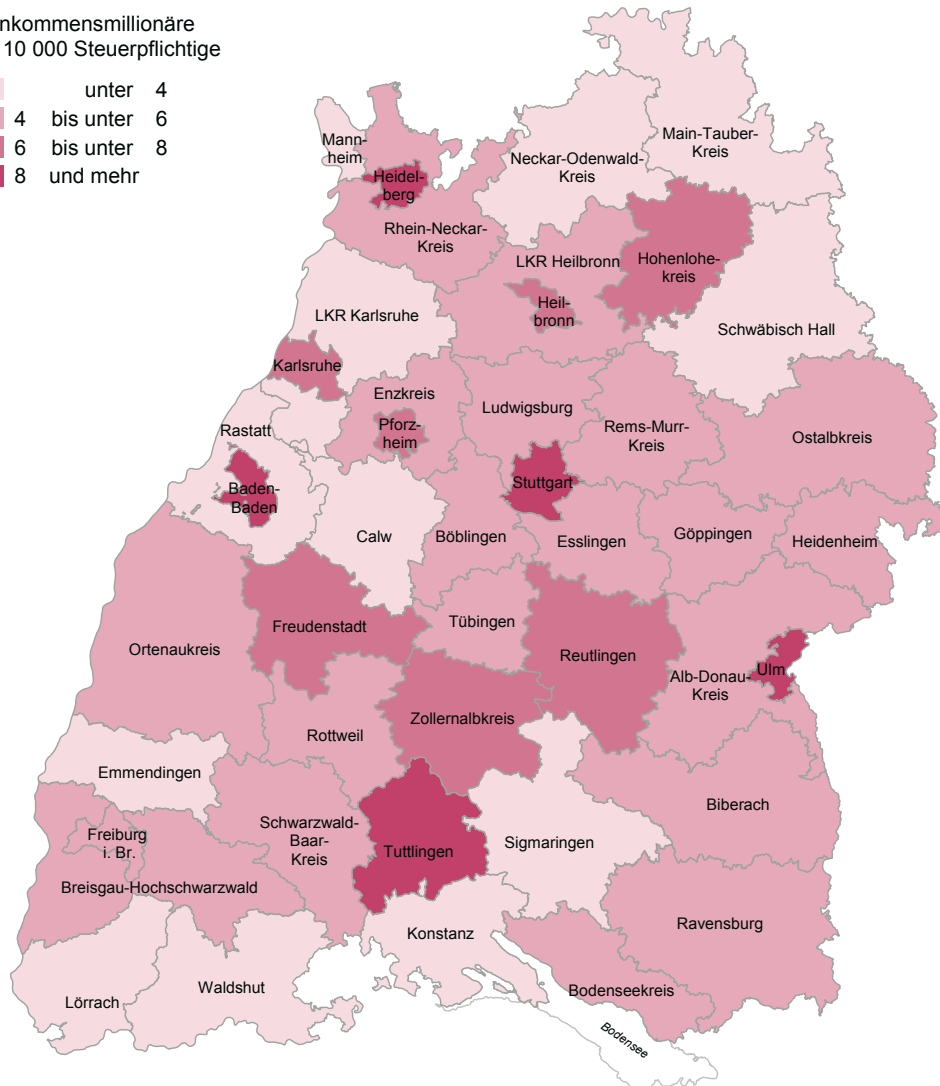 nkommensmillionäre
10 000 Steuerpflichtige
unter 4
4 bis unter 6
6 bis unter 8
8 und mehr
Mann-
heim
Heidel-
berg
Rhein-Neckar-
Kreis
Neckar-Odenwald-
Kreis
Main-Tauber-
Kreis
LKR Heilbronn
Hohenlohe-
kreis
Heil-
bronn
LKR Karlsruhe
Schwäbisch Hall
Karlsruhe
Enzkreis
Ludwigsburg
Pforz-
heim
Rems-Murr-
Kreis
Ostalbkreis
Rastatt
Stuttgart
Baden-
Baden
Calw
Böblingen
Esslingen
Göppingen
Heidenheim
Freudenstadt
Tübingen
Ortenaukreis
Reutlingen
Ulm
Alb-Donau-
Kreis
Zollernalbkreis
Rottweil
Emmendingen
Biberach
Schwarzwald-
Baar-
Kreis
Freiburg
i. Br.
Tuttlingen
Sigmaringen
Breisgau-Hochschwarzwald
Ravensburg
Konstanz
Waldshut
Lörrach
Bodenseekreis
Bodensee